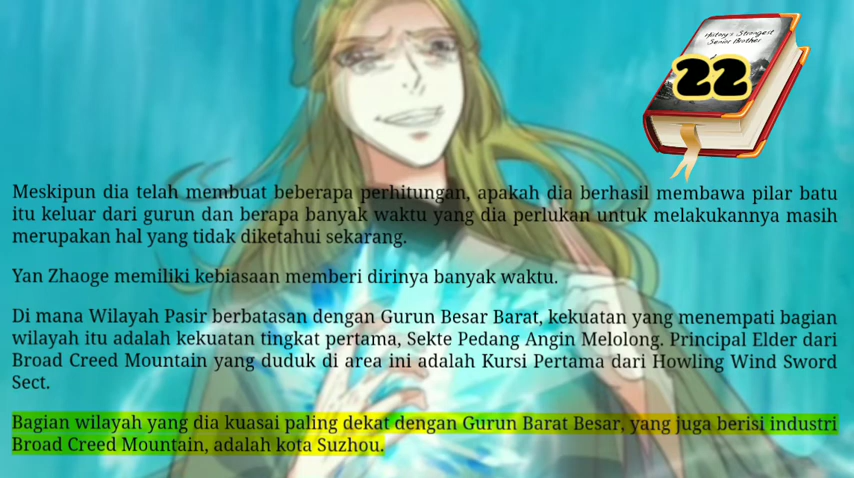 History's Strongest
Senior Brother
22
Meskipun dia telah membuat beberapa perhitungan, apakah dia berhasil membawa pilar batu
itu keluar dari gurun dan berapa banyak waktu yang dia perlukan untuk melakukannya masih
merupakan hal yang tidak diketahui sekarang.
Yan Zhaoge memiliki kebiasaan memberi dirinya banyak waktu.
Di mana Wilayah Pasir berbatasan dengan Gurun Besar Barat, kekuatan yang menempati bagian
wilayah itu adalah kekuatan tingkat pertama, Sekte Pedang Angin Melolong. Principal Elder dari
Broad Creed Mountain yang duduk di area ini adalah Kursi Pertama dari Howling Wind Sword
Sect.
Bagian wilayah yang dia kuasai paling dekat dengan Gurun Barat Besar, yang juga berisi industri
Broad Creed Mountain, adalah kota Suzhou.